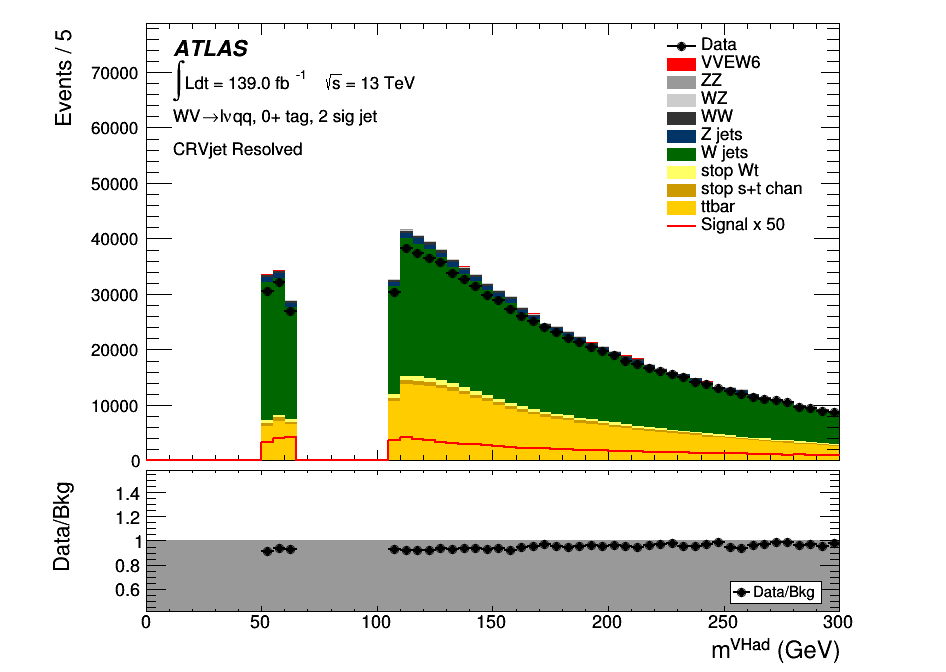 Events / 5
70000
60000
50000
40000
30000
20000
10000
0
ATLAS
∫Ldt = 139.0 fb⁻¹ √s = 13 TeV
WV→lνqq, 0+ tag, 2 sig jet
CRVjet Resolved
Data
VVEW6
ZZ
WZ
WW
Z jets
W jets
stop Wt
stop s+t chan
ttbar
Signal x 50
Data/Bkg
1.4
1.2
1
0.8
0.6
Data/Bkg
0 50 100 150 200 250 300
mVHad (GeV)